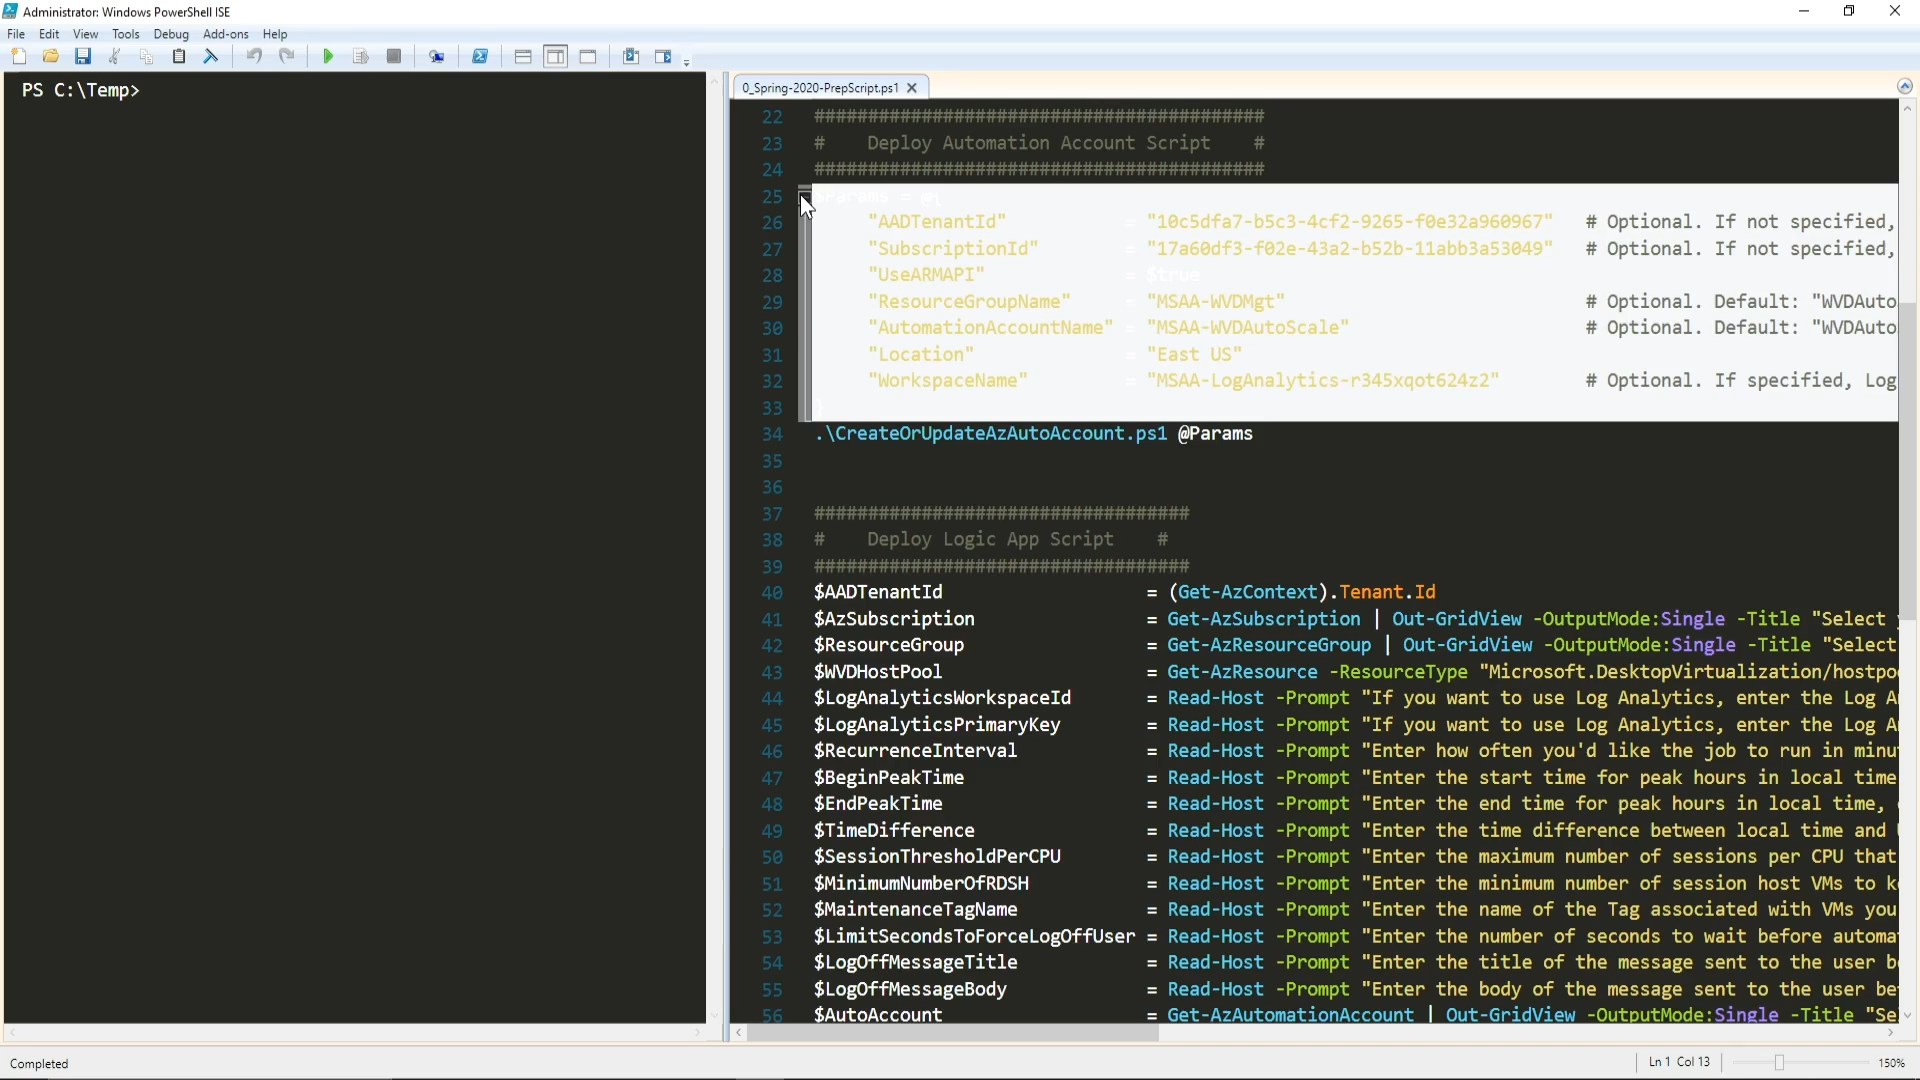 Administrator: Windows PowerShell ISE
File Edit View Tools Debug Add-ons Help
PS C:\Temp>
0_Spring-2020-PrepScript.ps1
22 ##########################################
23 # Deploy Automation Account Script #
24 ##########################################
25 $Params = @{
26 "AADTenantId" = "10c5dfa7-b5c3-4cf2-9265-f0e32a960967" # Optional. If not specified,
27 "SubscriptionId" = "17a60df3-f02e-43a2-b52b-11abb3a53049" # Optional. If not specified,
28 "UseARMAPI" = $true
29 "ResourceGroupName" = "MSAA-WVDMgt" # Optional. Default: "WVDAuto
30 "AutomationAccountName" = "MSAA-WVDAutoScale" # Optional. Default: "WVDAuto
31 "Location" = "East US"
32 "WorkspaceName" = "MSAA-LogAnalytics-r345xqot624z2" # Optional. If specified, Log
33 }
34 .\CreateOrUpdateAzAutoAccount.ps1 @Params
35
36
37 ###################################
38 # Deploy Logic App Script #
39 ###################################
40 $AADTenantId = (Get-AzContext).Tenant.Id
41 $AzSubscription = Get-AzSubscription | Out-GridView -OutputMode:Single -Title "Select
42 $ResourceGroup = Get-AzResourceGroup | Out-GridView -OutputMode:Single -Title "Select
43 $WVDHostPool = Get-AzResource -ResourceType "Microsoft.DesktopVirtualization/hostpo
44 $LogAnalyticsWorkspaceId = Read-Host -Prompt "If you want to use Log Analytics, enter the Log A
45 $LogAnalyticsPrimaryKey = Read-Host -Prompt "If you want to use Log Analytics, enter the Log A
46 $RecurrenceInterval = Read-Host -Prompt "Enter how often you'd like the job to run in minu
47 $BeginPeakTime = Read-Host -Prompt "Enter the start time for peak hours in local time
48 $EndPeakTime = Read-Host -Prompt "Enter the end time for peak hours in local time,
49 $TimeDifference = Read-Host -Prompt "Enter the time difference between local time and
50 $SessionThresholdPerCPU = Read-Host -Prompt "Enter the maximum number of sessions per CPU that
51 $MinimumNumberOfRDSH = Read-Host -Prompt "Enter the minimum number of session host VMs to k
52 $MaintenanceTagName = Read-Host -Prompt "Enter the name of the Tag associated with VMs you
53 $LimitSecondsToForceLogOffUser = Read-Host -Prompt "Enter the number of seconds to wait before automa
54 $LogOffMessageTitle = Read-Host -Prompt "Enter the title of the message sent to the user b
55 $LogOffMessageBody = Read-Host -Prompt "Enter the body of the message sent to the user be
56 $AutoAccount = Get-AzAutomationAccount | Out-GridView -OutputMode:Single -Title "Se
Completed
Ln 1 Col 13
150%